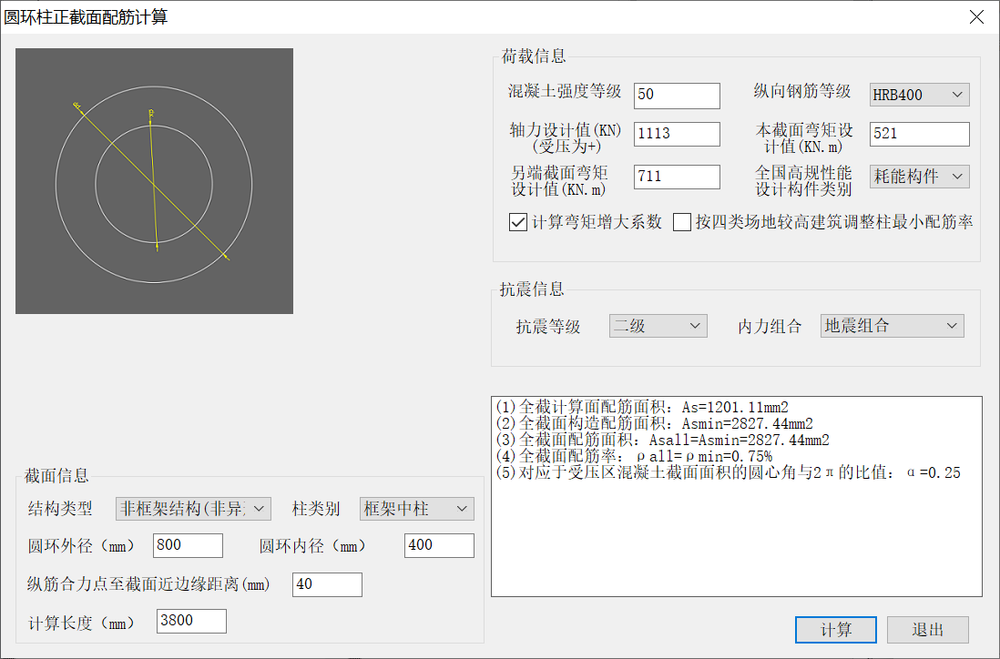 圆环柱正截面配筋计算
荷载信息
混凝土强度等级 50 纵向钢筋等级 HRB400
轴力设计值(KN)
(受压为+) 1113
本截面弯矩设
计值(KN.m) 521
另端截面弯矩
设计值(KN.m) 711
全国高规性能
设计构件类别 耗能构件
计算弯矩增大系数 按四类场地较高建筑调整柱最小配筋率
抗震信息
抗震等级 二级 内力组合 地震组合
(1)全截计算面配筋面积：As=1201.11mm2
(2)全截面构造配筋面积：Asmin=2827.44mm2
(3)全截面配筋面积：Asall=Asmin=2827.44mm2
(4)全截面配筋率：ρall=ρmin=0.75%
(5)对应于受压区混凝土截面面积的圆心角与2π的比值：α=0.25
截面信息
结构类型 非框架结构(非异 柱类别 框架中柱
圆环外径（mm） 800 圆环内径（mm） 400
纵筋合力点至截面近边缘距离(mm) 40
计算长度（mm） 3800
计算 退出